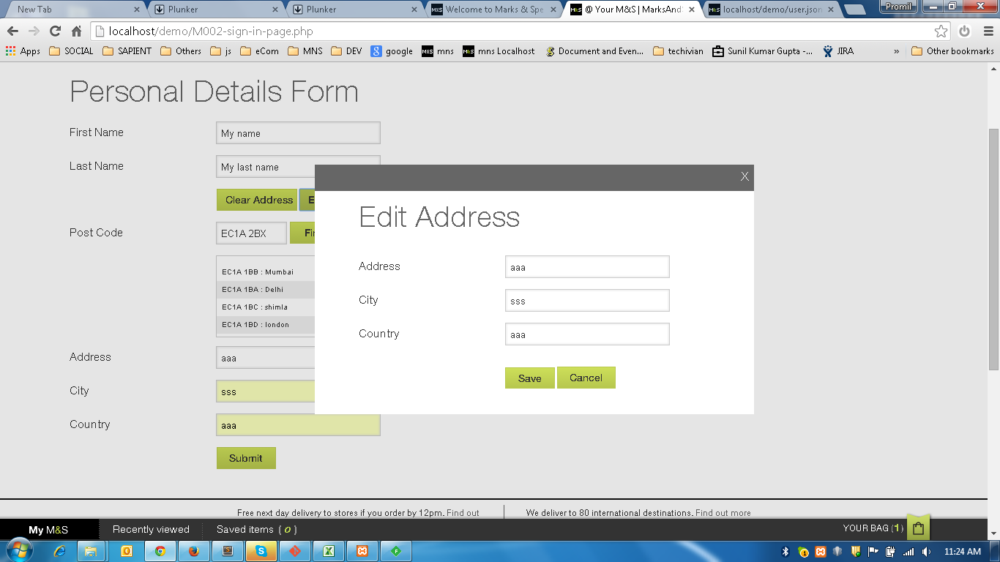 New Tab Plunker Plunker Welcome to Marks & Spe @ Your M&S | MarksAnd localhost/demo/user.json Promil
localhost/demo/M002-sign-in-page.php
Apps SOCIAL SAPIENT Others js eCom MNS DEV google mns mns Localhost Document and Even... techivian Sunil Kumar Gupta -... JIRA » Other bookmarks
Personal Details Form
First Name My name
Last Name My last name
Clear Address E
Post Code EC1A 2BX Fi
EC1A 1BB : Mumbai
EC1A 1BA : Delhi
EC1A 1BC : shimla
EC1A 1BD : london
Address aaa
City sss
Country aaa
Submit
X
Edit Address
Address aaa
City sss
Country aaa
Save Cancel
Free next day delivery to stores if you order by 12pm. Find out We deliver to 80 international destinations. Find out more
My M&S Recently viewed Saved items ( 0 ) YOUR BAG (1)
11:24 AM